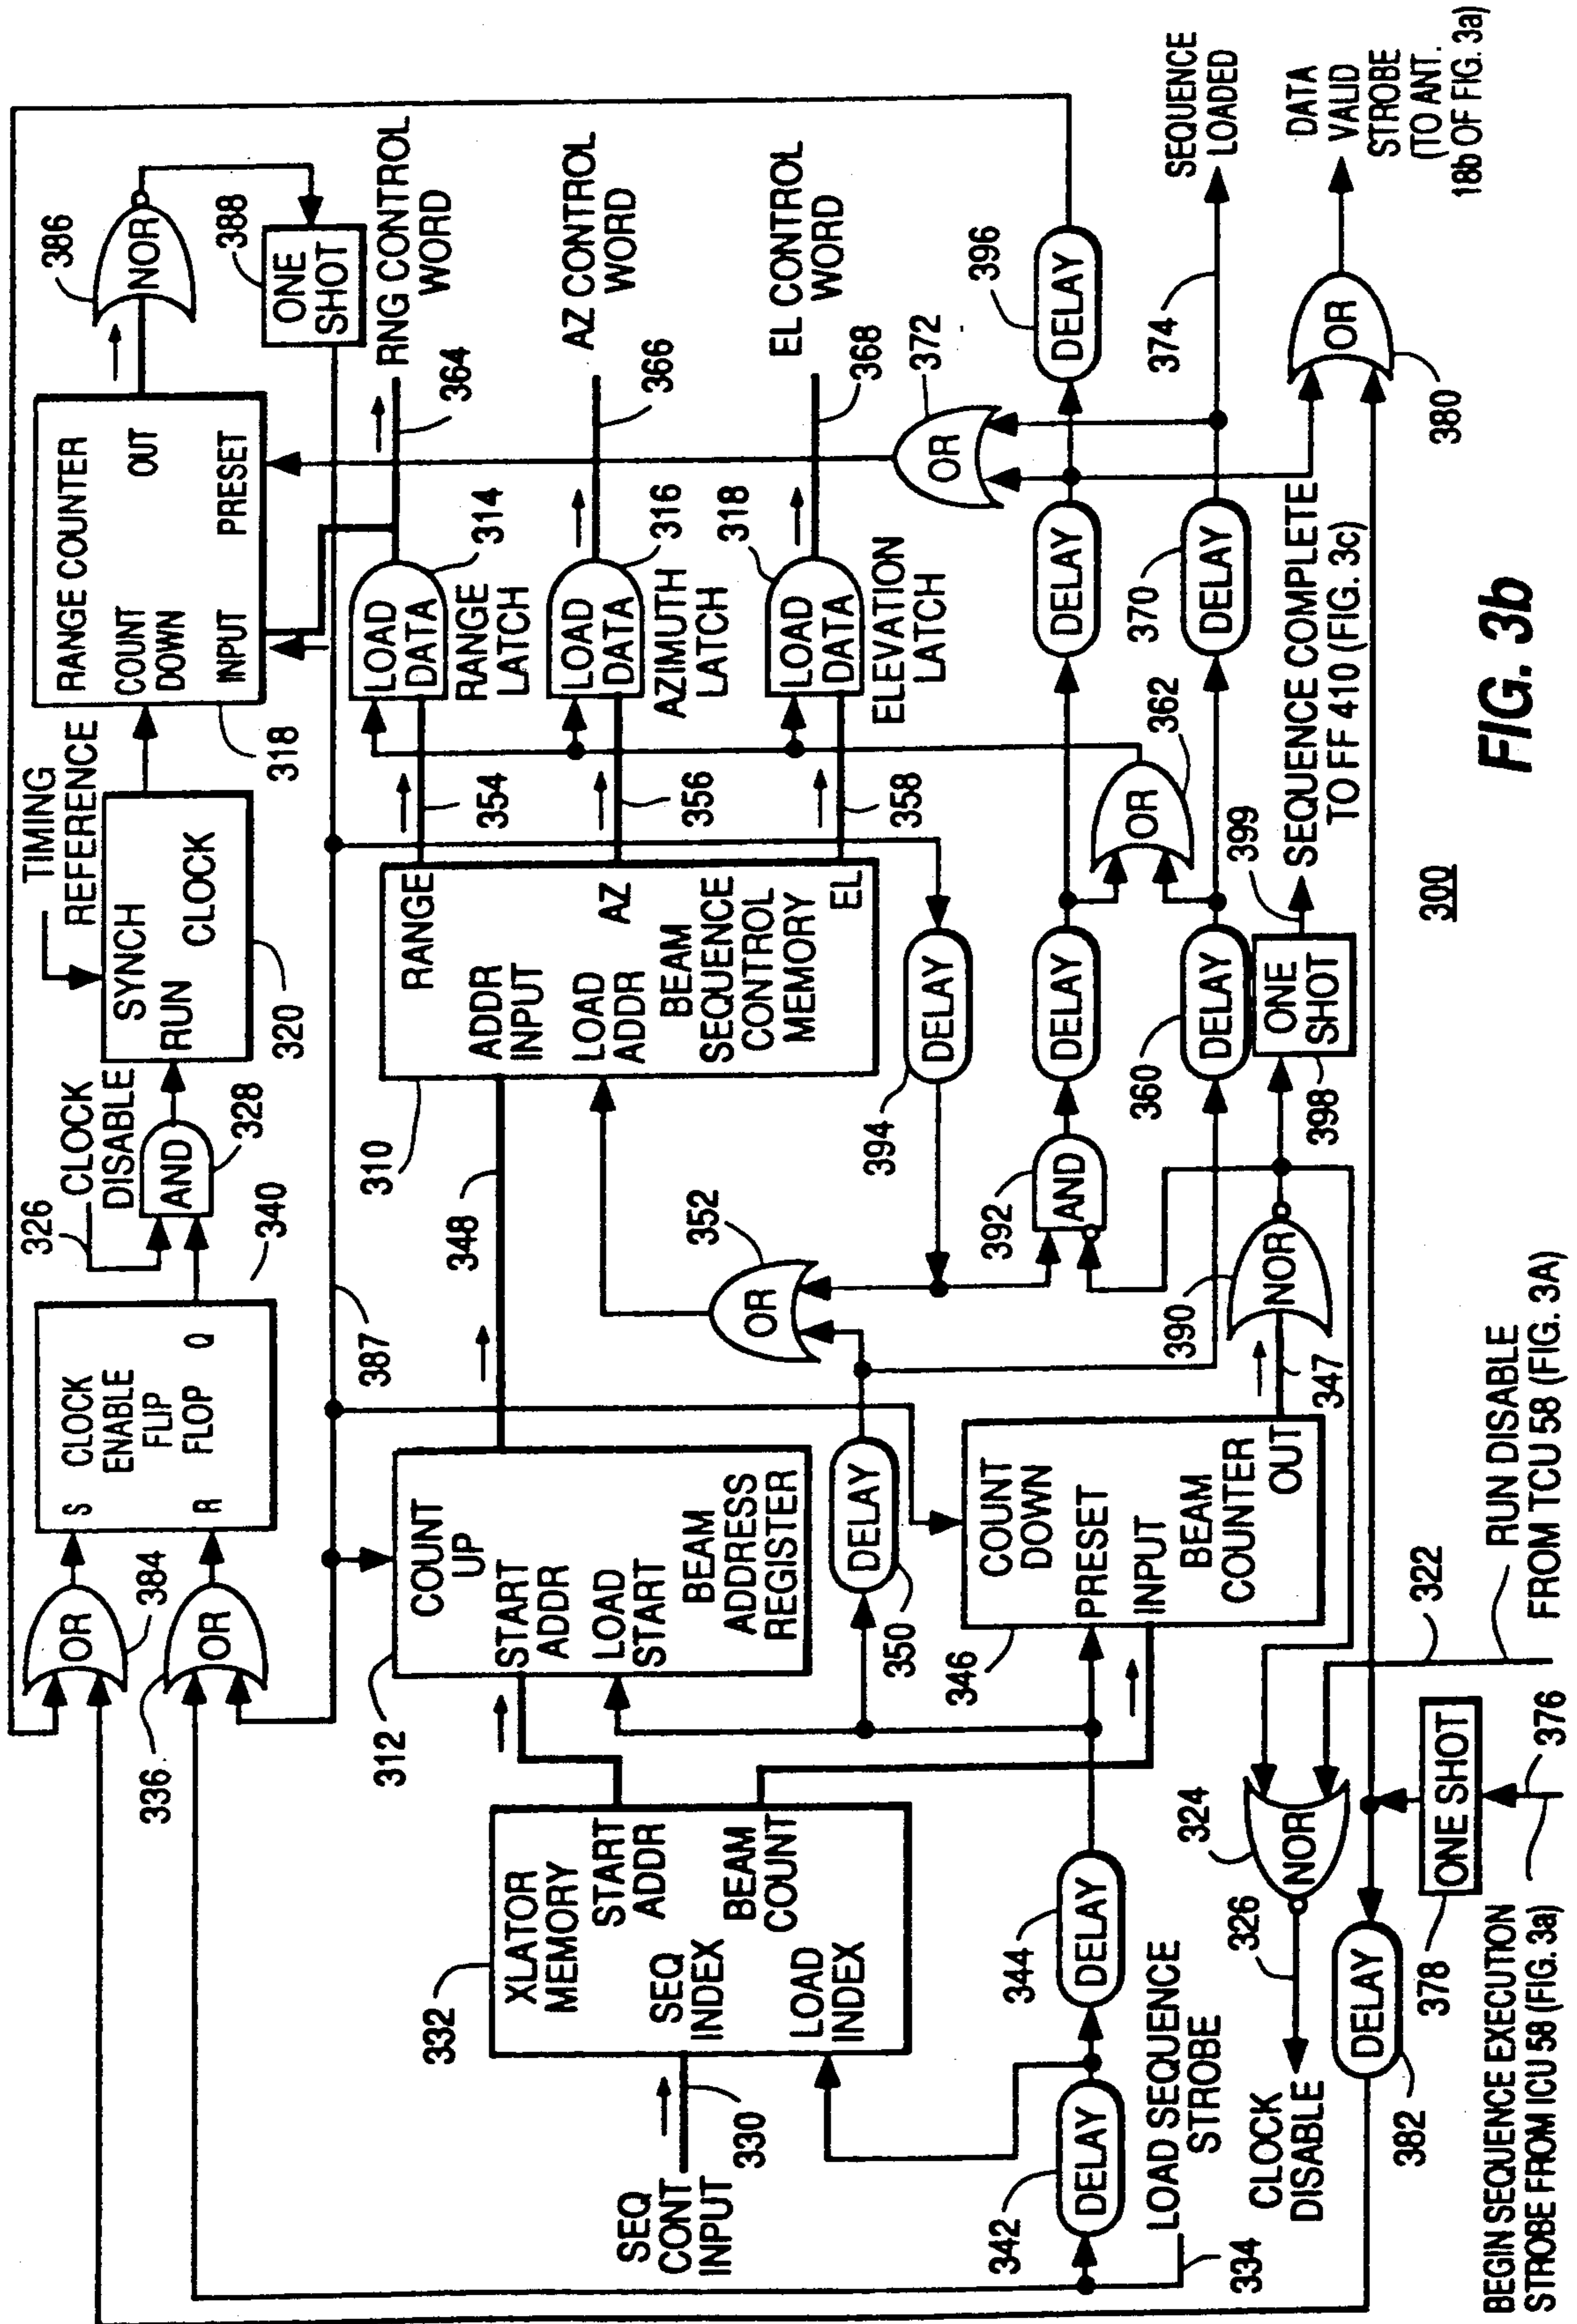 TIMING
REFERENCE
326
CLOCK
DISABLE
AND
328
340
CLOCK
ENABLE
FLIP
FLOP
S
R
Q
OR
384
OR
336
SYNCH
RUN
CLOCK
320
RANGE COUNTER
COUNT
DOWN
OUT
INPUT
PRESET
318
NOR
386
ONE
SHOT
388
387
RNG CONTROL
WORD
364
AZ CONTROL
WORD
366
EL CONTROL
WORD
368
LOAD
DATA
314
RANGE
LATCH
LOAD
DATA
316
AZIMUTH
LATCH
LOAD
DATA
318
ELEVATION
LATCH
354
356
358
RANGE
ADDR
INPUT
AZ
LOAD
ADDR
BEAM
SEQUENCE
CONTROL
MEMORY
EL
310
348
COUNT
UP
START
ADDR
LOAD
START
BEAM
ADDRESS
REGISTER
312
XLATOR
MEMORY
START
ADDR
SEQ
INDEX
BEAM
COUNT
LOAD
INDEX
332
SEQ
CONT
INPUT
330
OR
352
DELAY
394
DELAY
350
COUNT
DOWN
PRESET
INPUT
BEAM
COUNTER
OUT
346
347
NOR
390
AND
392
DELAY
DELAY
360
OR
362
DELAY
DELAY
370
OR
372
DELAY
396
374
SEQUENCE
LOADED
OR
380
DATA
VALID
STROBE
(TO ANT.
18b OF FIG. 3a)
ONE
SHOT
398
399
SEQUENCE COMPLETE
TO FF 410 (FIG. 3c)
DELAY
342
DELAY
344
LOAD SEQUENCE
STROBE
334
NOR
324
326
CLOCK
DISABLE
322
RUN DISABLE
FROM TCU 58 (FIG. 3A)
DELAY
382
ONE SHOT
378
376
BEGIN SEQUENCE EXECUTION
STROBE FROM ICU 58 (FIG. 3a)
300
FIG. 3b